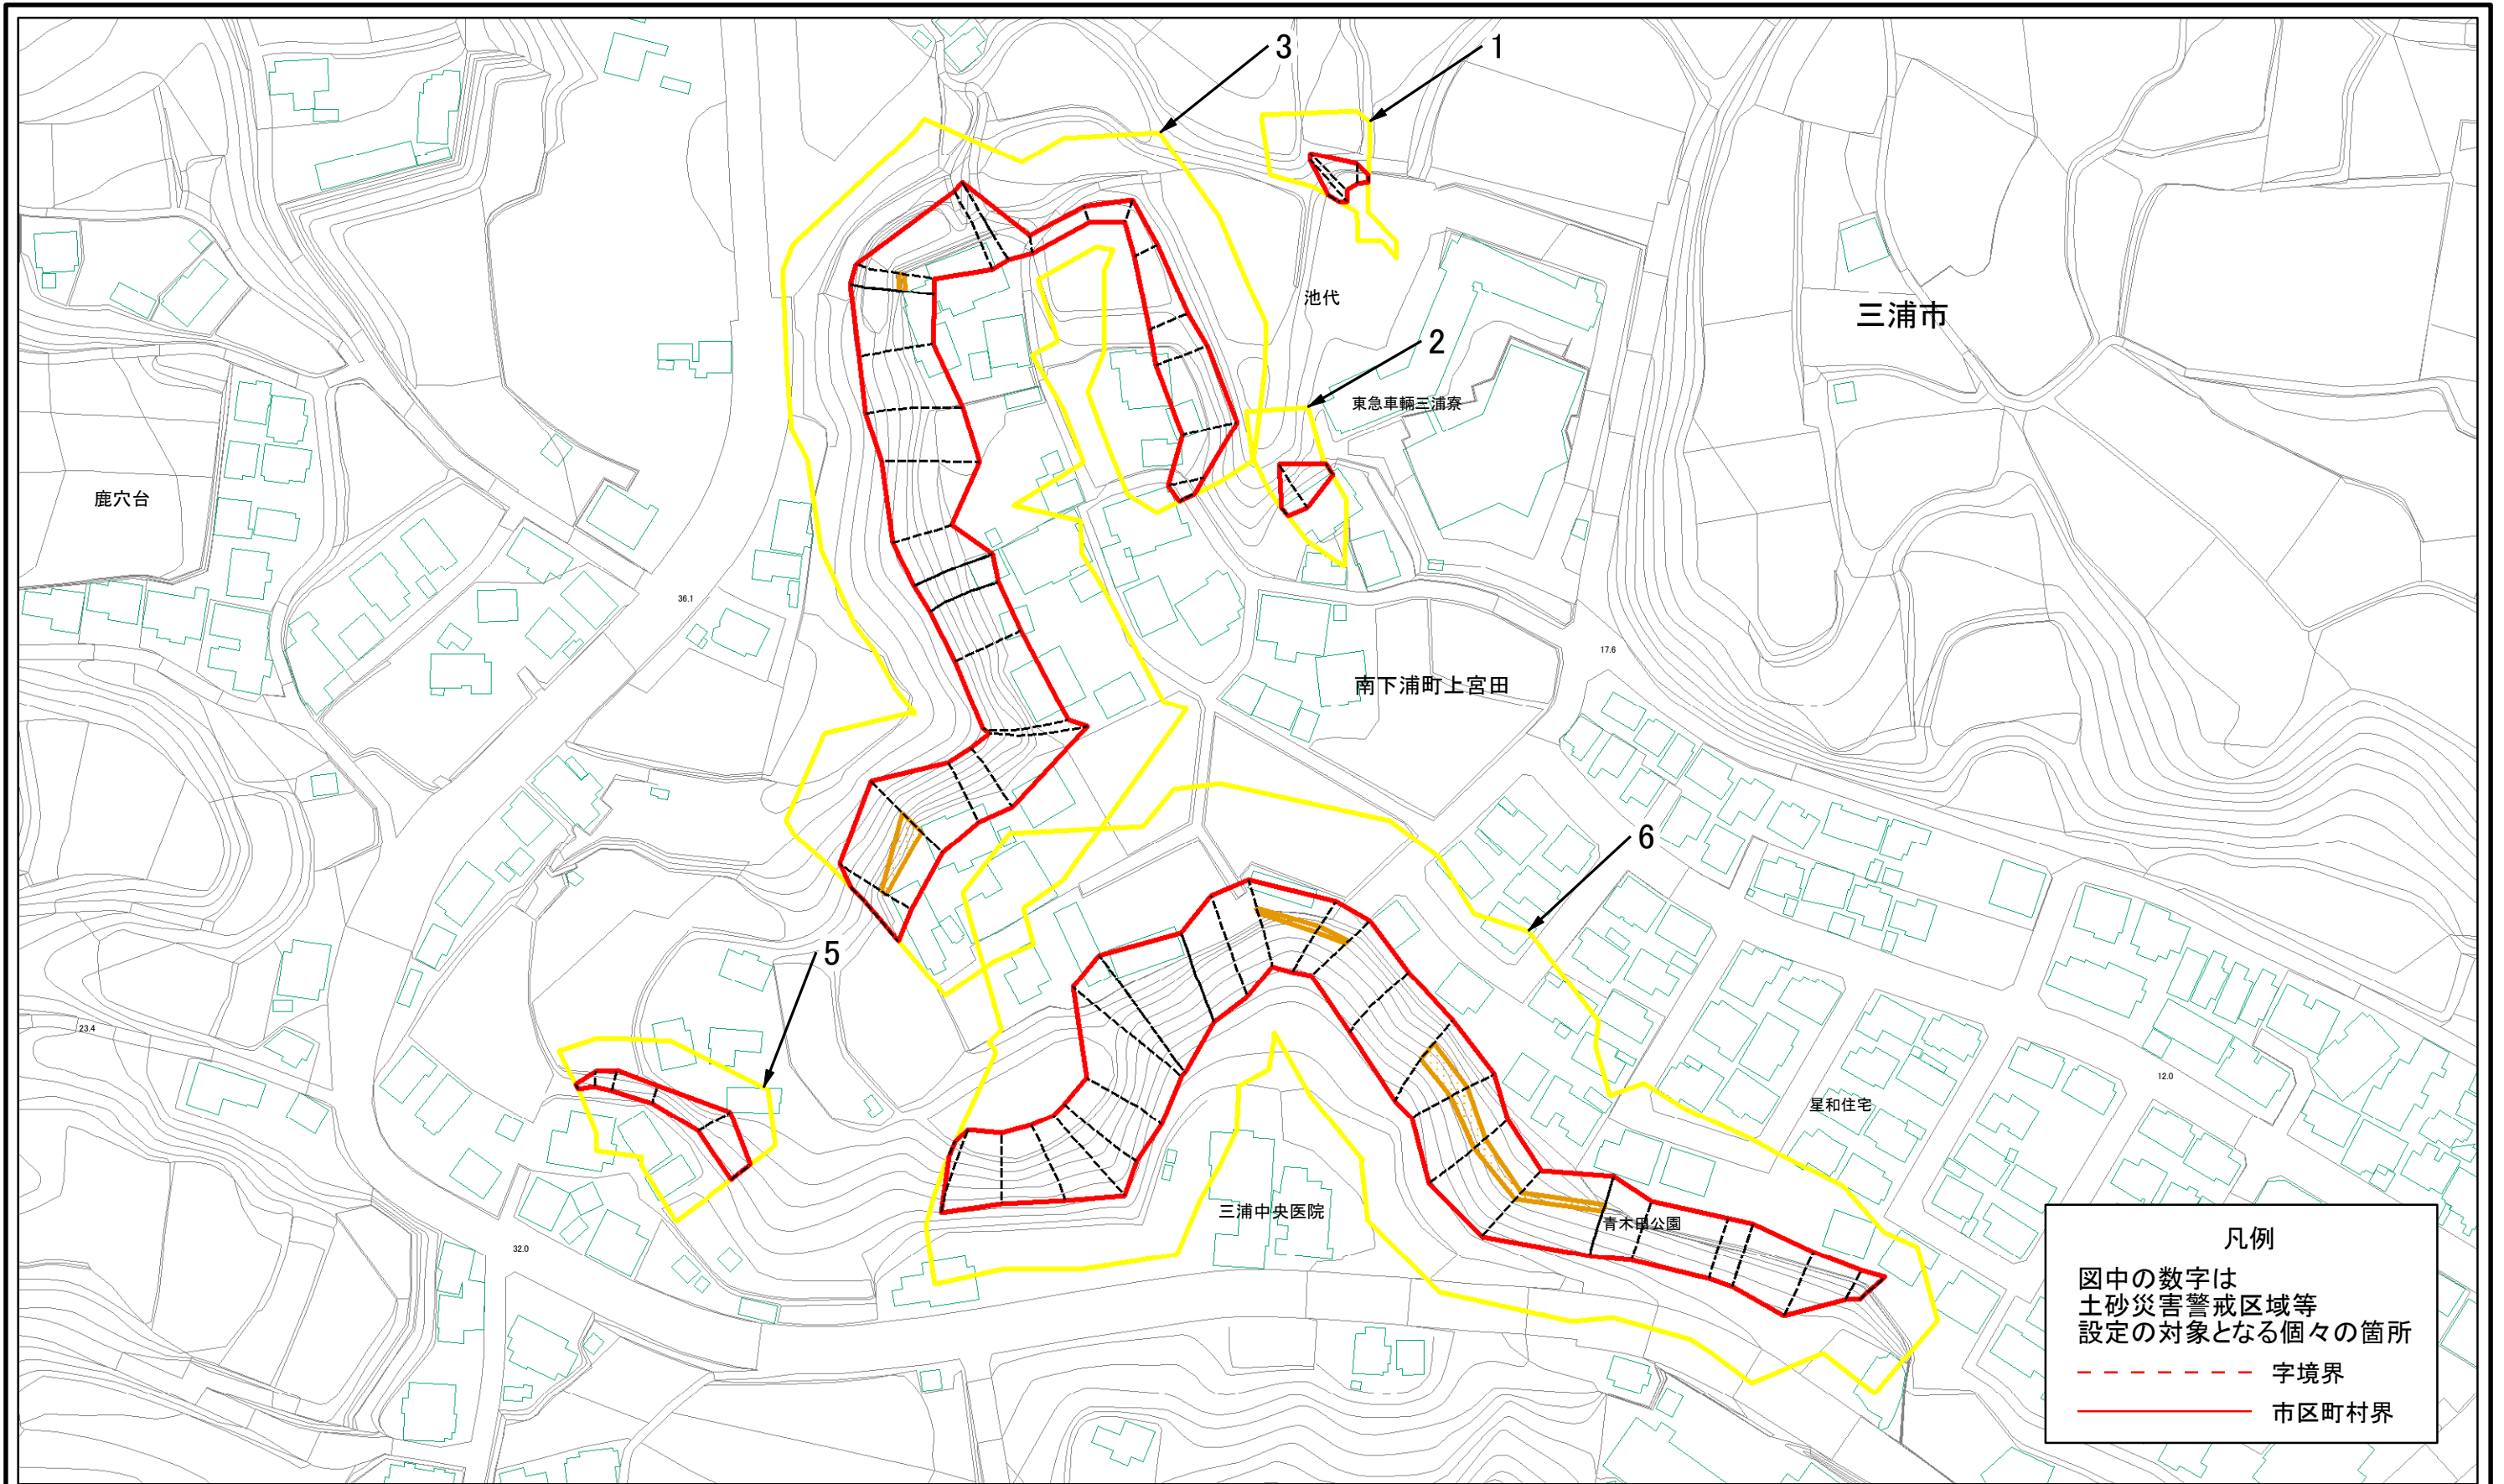 3
1
池代
三浦市
2
東急車輛三浦寮
鹿穴台
36.1
17.6
南下浦町上宮田
6
5
23.4
12.0
星和住宅
三浦中央医院
青木田公園
32.0
凡例
図中の数字は
土砂災害警戒区域等
設定の対象となる個々の箇所
字境界
市区町村界